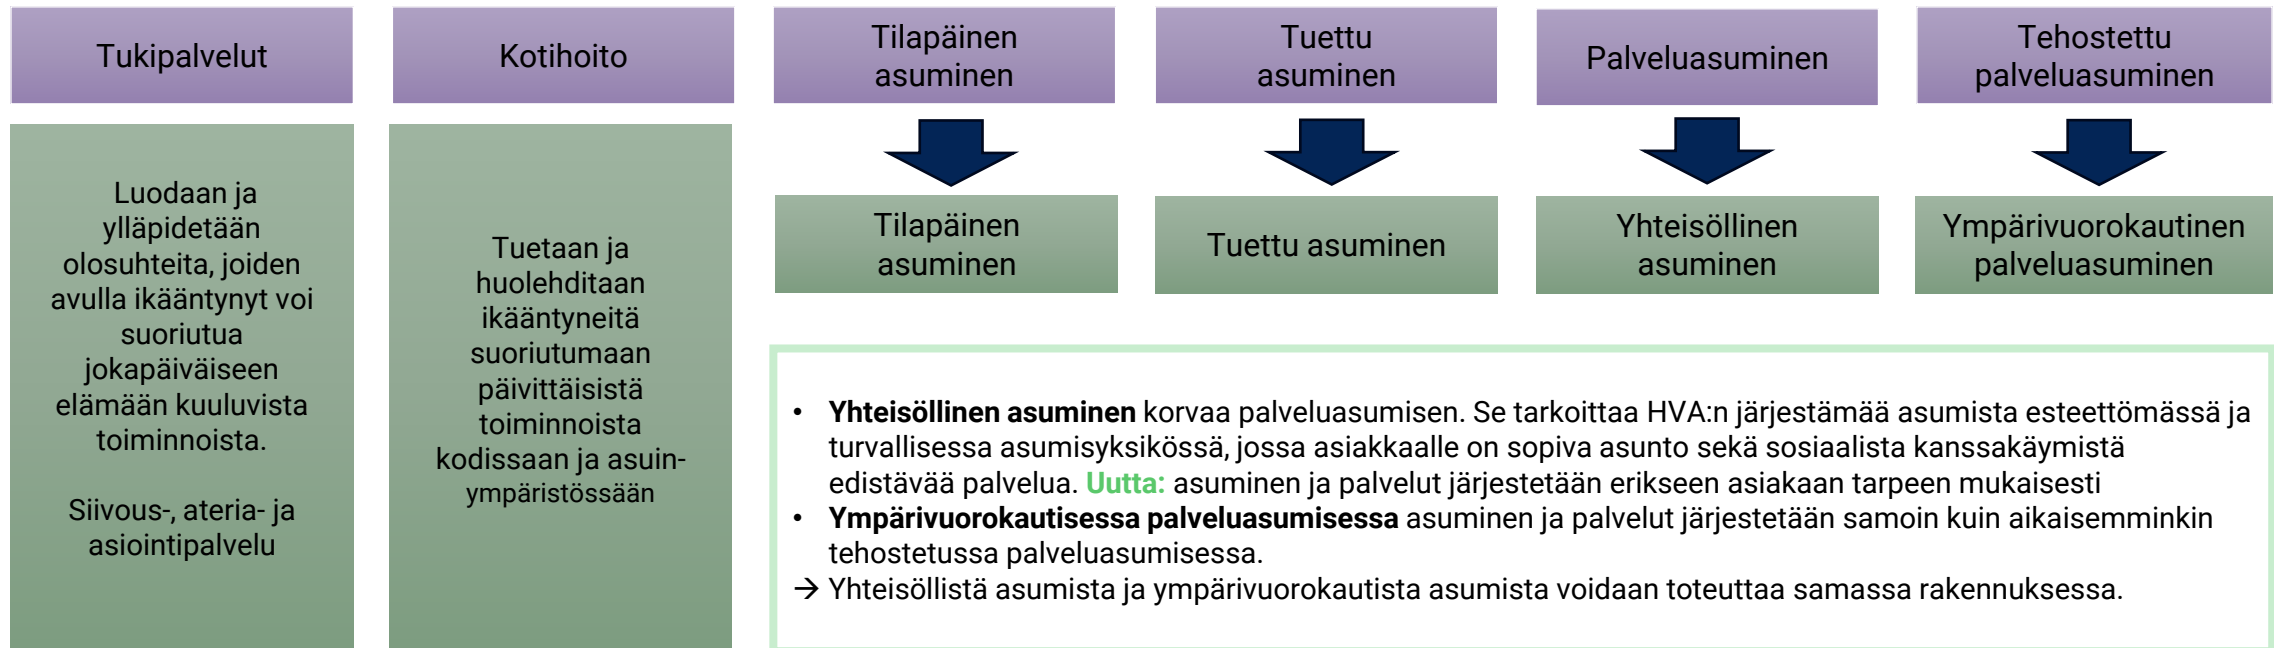 Tukipalvelut
Kotihoito
Tilapäinen
asuminen
Tuettu
asuminen
Palveluasuminen
Tehostettu
palveluasuminen
Luodaan ja
ylläpidetään
olosuhteita, joiden
avulla ikääntynyt voi
suoriutua
jokapäiväiseen
elämään kuuluvista
toiminnoista.
Siivous-, ateria- ja
asiointipalvelu
Tuetaan ja
huolehditaan
ikääntyneitä
suoriutumaan
päivittäisistä
toiminnoista
kodissaan ja asuin-
ympäristössään
Tilapäinen
asuminen
Tuettu asuminen
Yhteisöllinen
asuminen
Ympärivuorokautinen
palveluasuminen
• Yhteisöllinen asuminen korvaa palveluasumisen. Se tarkoittaa HVA:n järjestämää asumista esteettömässä ja
turvallisessa asumisyksikössä, jossa asiakkaalle on sopiva asunto sekä sosiaalista kanssakäymistä
edistävää palvelua. Uutta: asuminen ja palvelut järjestetään erikseen asiakaan tarpeen mukaisesti
• Ympärivuorokautisessa palveluasumisessa asuminen ja palvelut järjestetään samoin kuin aikaisemminkin
tehostetussa palveluasumisessa.
→ Yhteisöllistä asumista ja ympärivuorokautista asumista voidaan toteuttaa samassa rakennuksessa.